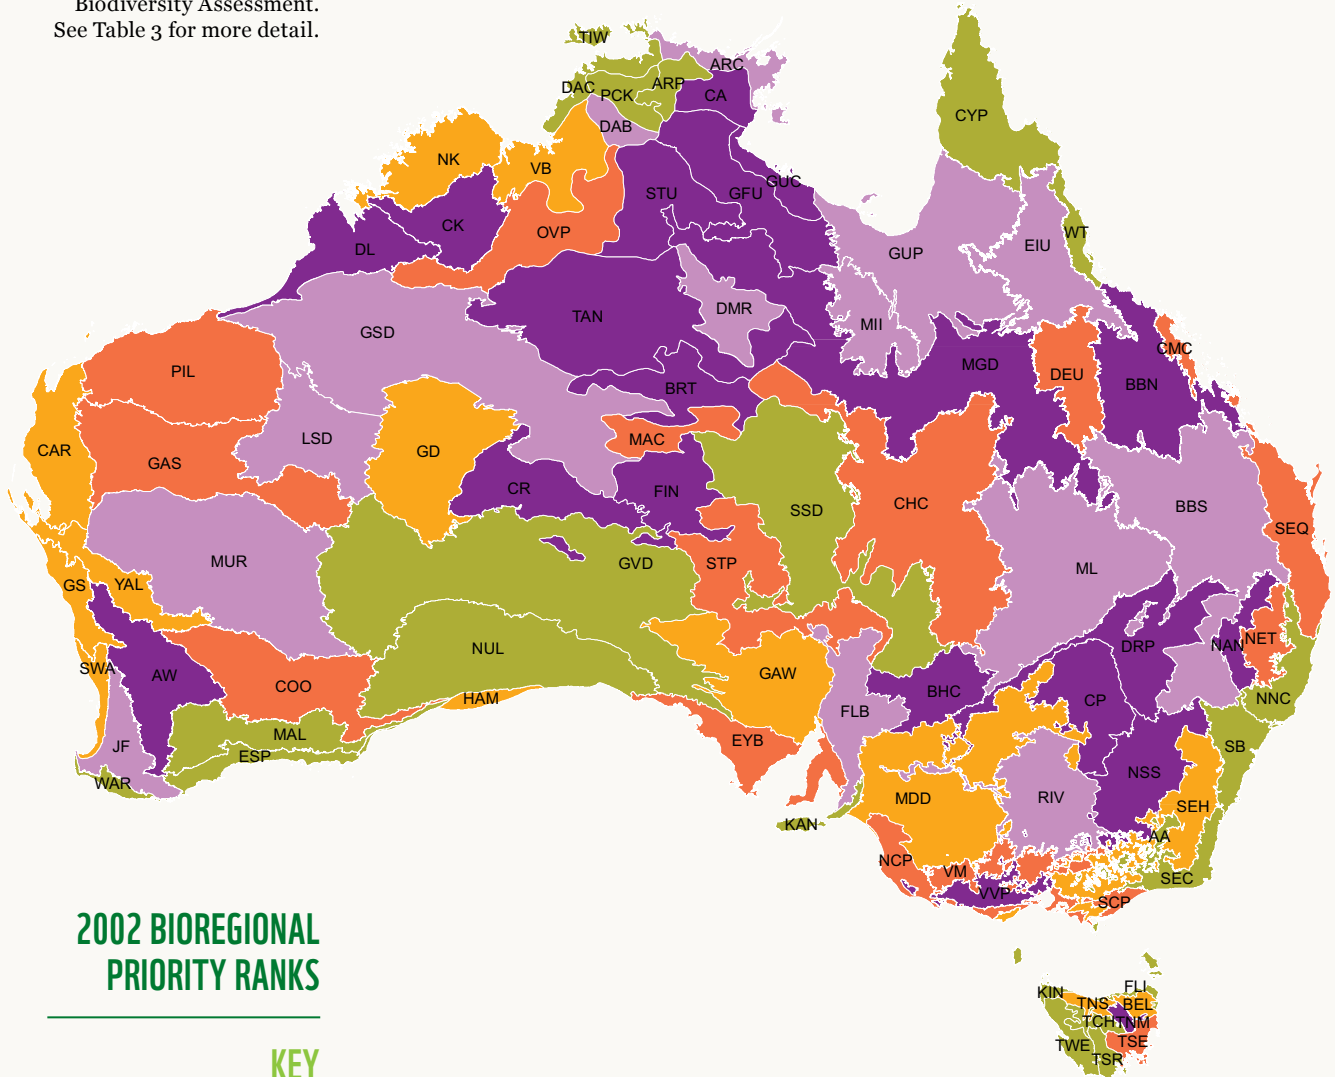 Biodiversity Assessment.
See Table 3 for more detail.
TIW
ARC
DAC
PCK
ARP
CA
DAB
CYP
NK
VB
STU
GFU
GUC
CK
OVP
DL
GUP
EIU
WT
TAN
DMR
MII
GSD
CMC
PIL
MGD
DEU
BBN
BRT
LSD
MAC
CAR
GAS
GD
CR
FIN
SSD
CHC
BBS
SEQ
MUR
GVD
STP
ML
GS
YAL
NUL
DRP
NAN
NET
SWA
AW
COO
HAM
GAW
BHC
CP
NNC
FLB
MAL
JF
ESP
EYB
SB
NSS
WAR
MDD
RIV
SEH
KAN
AA
NCP
VM
VVP
SEC
SCP
2002 BIOREGIONAL
PRIORITY RANKS
KEY
FLI
KIN
TNS
BEL
TCH
TNM
TWE
TSE
TSR